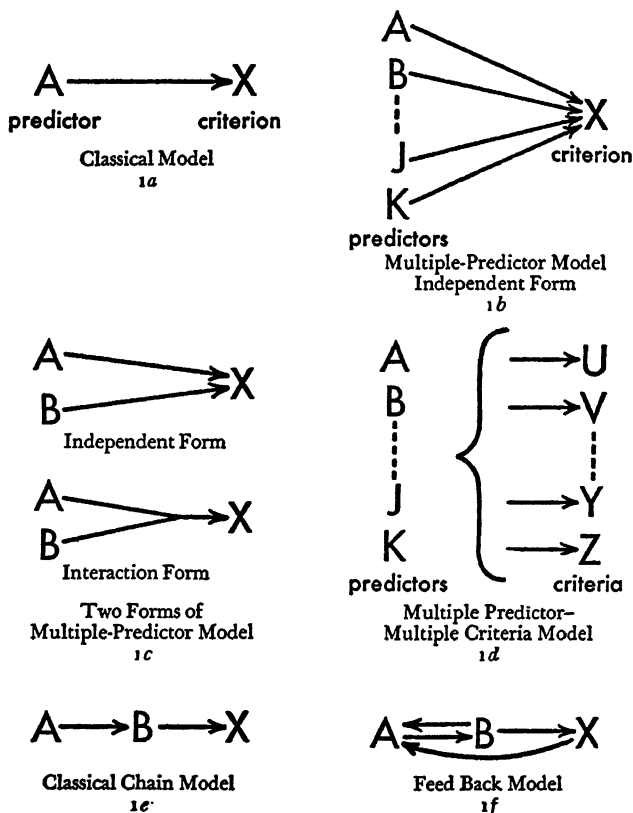 A X
predictor criterion
Classical Model
1a
A
B
J
K
X
criterion
predictors
Multiple-Predictor Model
Independent Form
1b
A
B
X
Independent Form
A
B
X
Interaction Form
Two Forms of
Multiple-Predictor Model
1c
A U
B V
J Y
K Z
predictors criteria
Multiple Predictor–
Multiple Criteria Model
1d
A B X
Classical Chain Model
1e
A B X
Feed Back Model
1f